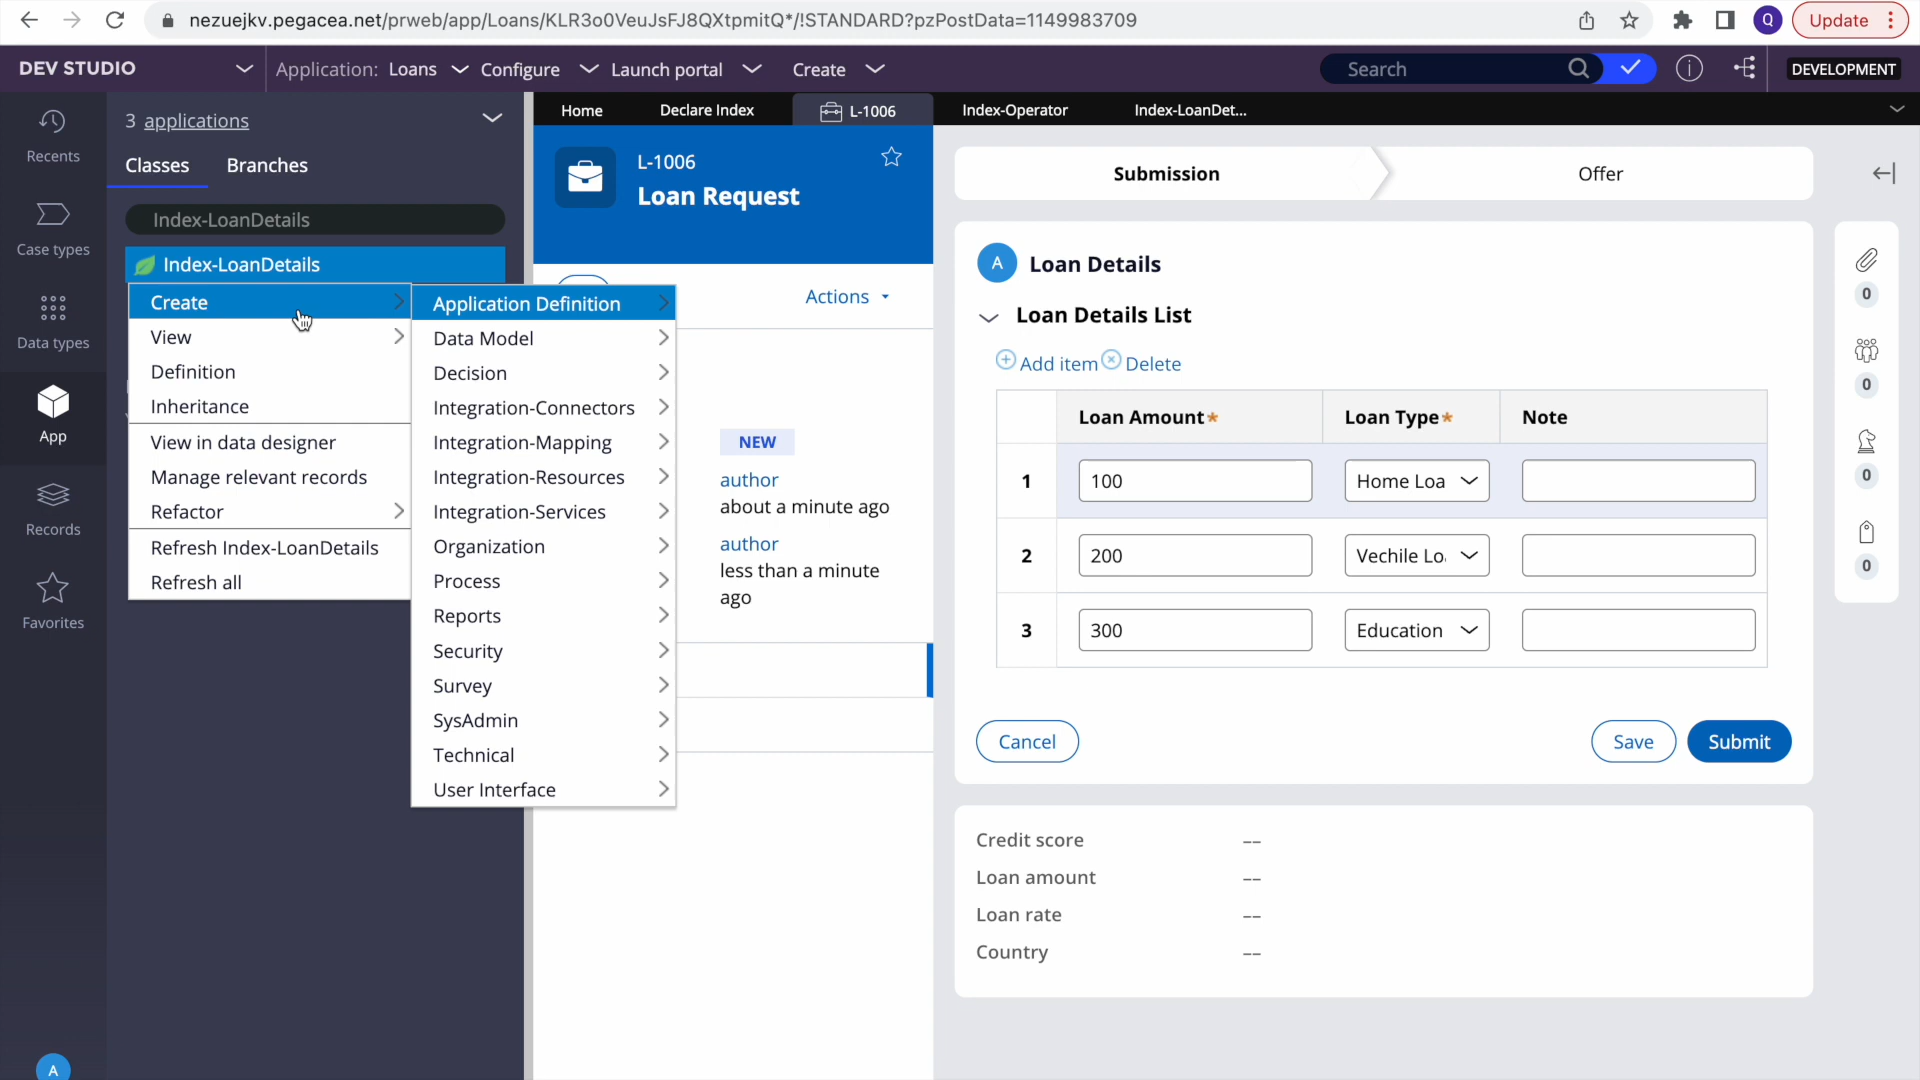 nezuejkv.pegacea.net/prweb/app/Loans/KLR3o0VeuJsFJ8QXtpmitQ*/!STANDARD?pzPostData=1149983709
Q
Update
DEV STUDIO
Application: Loans
Configure
Launch portal
Create
Search
DEVELOPMENT
Recents
Case types
Data types
App
Records
Favorites
A
3 applications
Classes
Branches
Index-LoanDetails
Index-LoanDetails
Create
View
Definition
Inheritance
View in data designer
Manage relevant records
Refactor
Refresh Index-LoanDetails
Refresh all
Application Definition
Data Model
Decision
Integration-Connectors
Integration-Mapping
Integration-Resources
Integration-Services
Organization
Process
Reports
Security
Survey
SysAdmin
Technical
User Interface
Home
Declare Index
L-1006
Index-Operator
Index-LoanDet...
L-1006
Loan Request
Actions
NEW
author
about a minute ago
author
less than a minute
ago
Submission
Offer
A
Loan Details
Loan Details List
Add item
Delete
Loan Amount*
Loan Type*
Note
1
100
Home Loa
2
200
Vechile Lo
3
300
Education
Cancel
Save
Submit
Credit score
--
Loan amount
--
Loan rate
--
Country
--
0
0
0
0